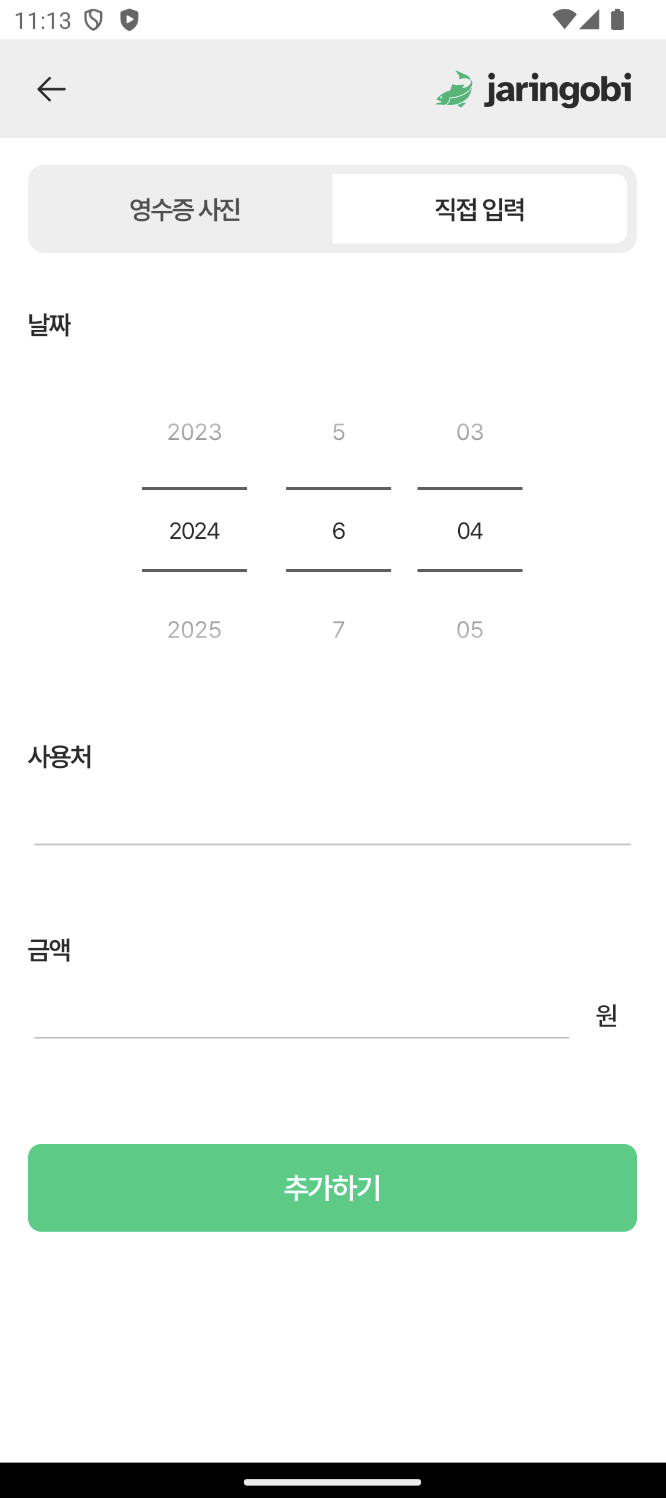 11:13
jaringobi
영수증 사진 직접 입력
날짜
2023 5 03
2024 6 04
2025 7 05
사용처
금액
원
추가하기